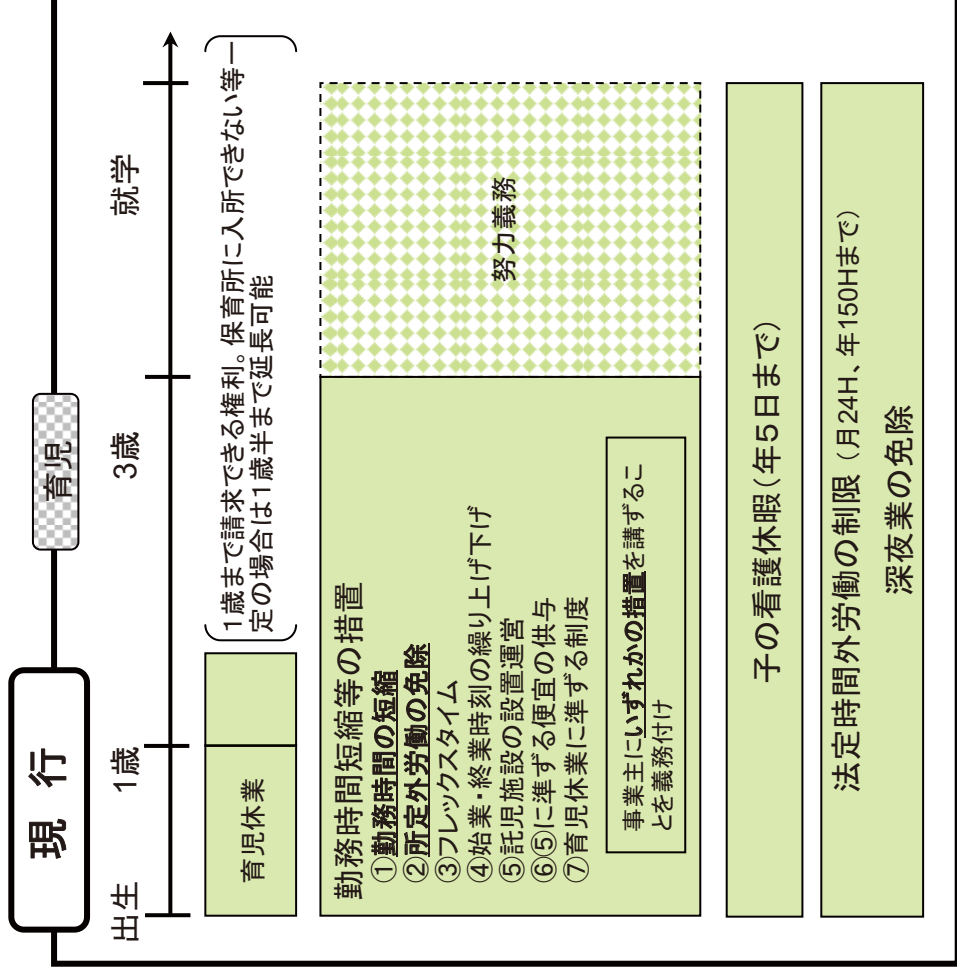 現　行
育児
出生
1歳
3歳
就学
育児休業
1歳まで請求できる権利。保育所に入所できない等一
定の場合は1歳半まで延長可能
勤務時間短縮等の措置
①勤務時間の短縮
②所定外労働の免除
③フレックスタイム
④始業・終業時刻の繰り上げ下げ
⑤託児施設の設置運営
⑥⑤に準ずる便宜の供与
⑦育児休業に準ずる制度
事業主にいずれかの措置を講ずるこ
とを義務付け
努力義務
子の看護休暇（年５日まで）
法定時間外労働の制限（月24H、年150Hまで）
深夜業の免除